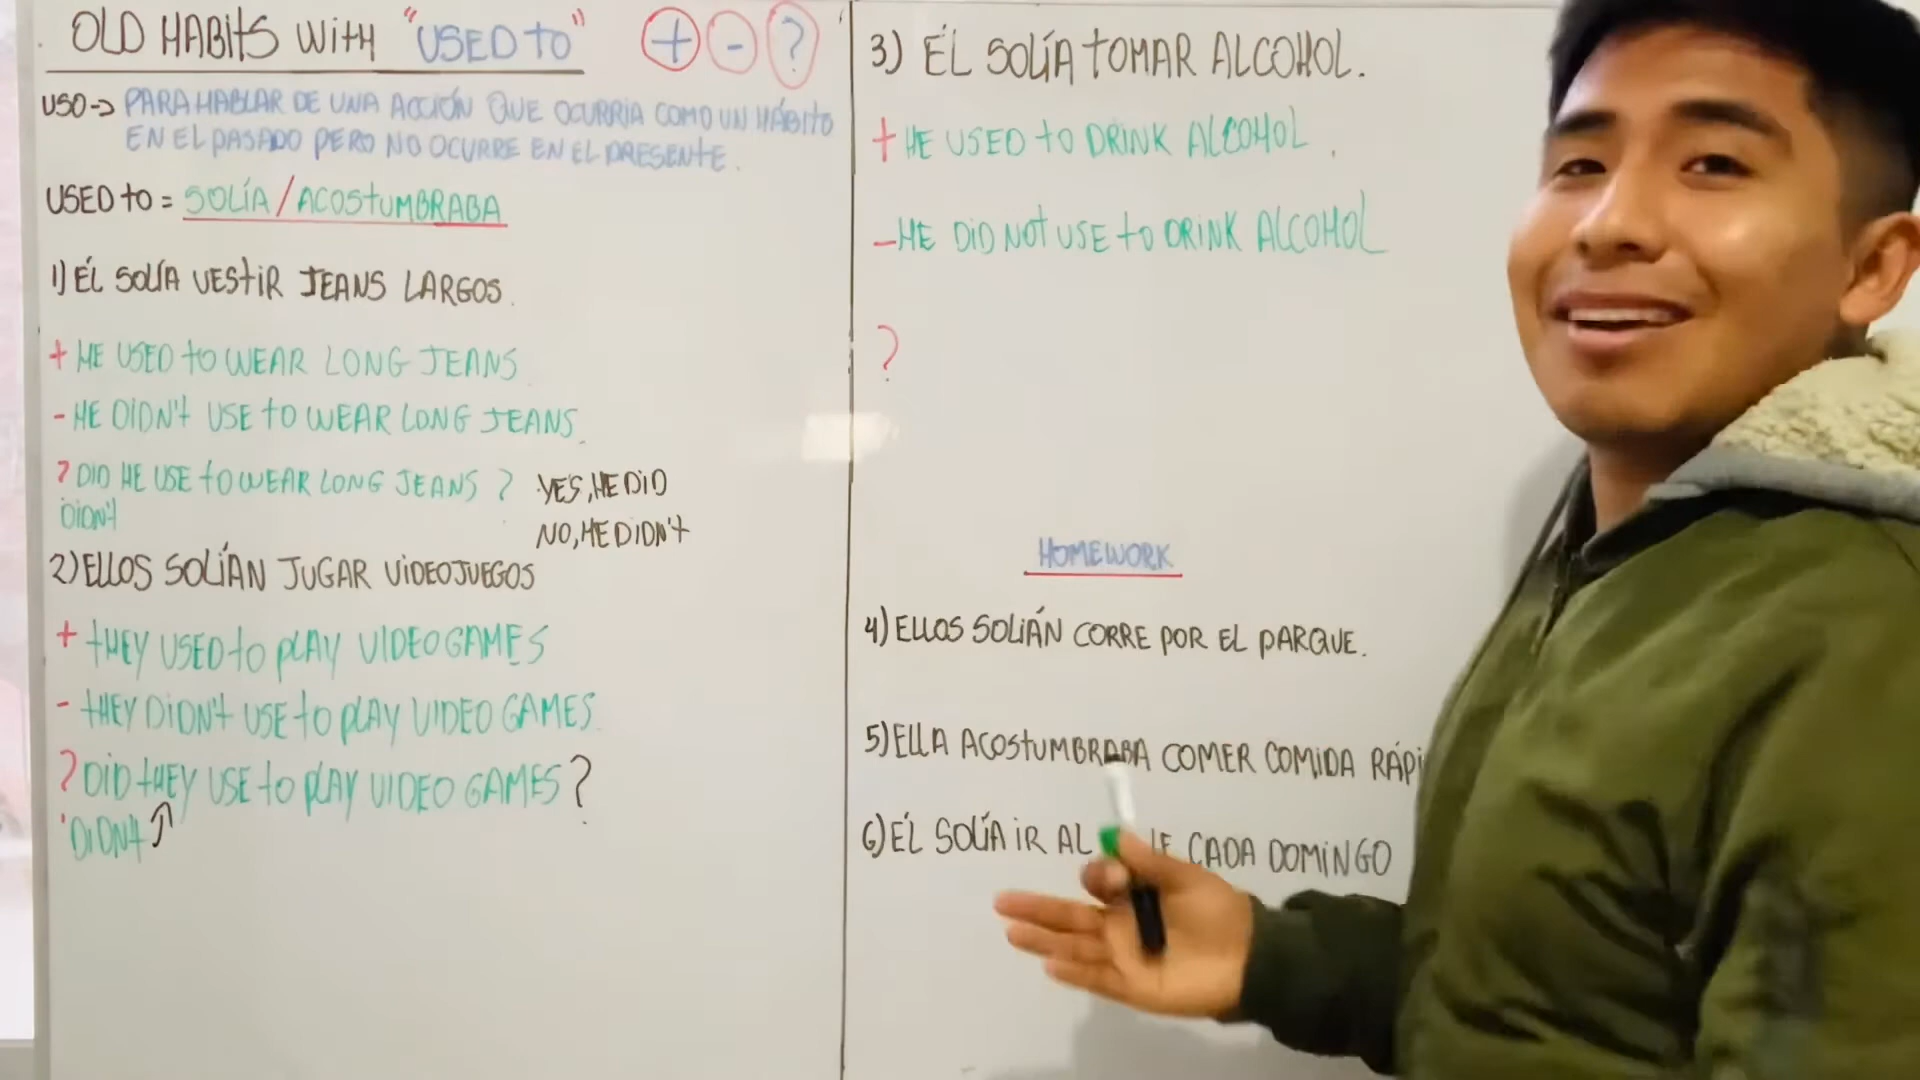 OLD HABITS WITH "USED TO" + - ?
USO -> PARA HABLAR DE UNA ACCIÓN QUE OCURRIA COMO UN HÁBITO
EN EL PASADO PERO NO OCURRE EN EL PRESENTE.
USED TO = SOLÍA / ACOSTUMBRABA
1) ÉL SOLÍA VESTIR JEANS LARGOS.
+ HE USED TO WEAR LONG JEANS
- HE DIDN'T USE TO WEAR LONG JEANS.
? DID HE USE TO WEAR LONG JEANS ? YES, HE DID
DIDN'T NO, HE DIDN'T
2) ELLOS SOLÍAN JUGAR VIDEOJUEGOS
+ THEY USED TO PLAY VIDEOGAMES
- THEY DIDN'T USE TO PLAY VIDEO GAMES
? DID THEY USE TO PLAY VIDEO GAMES?
DIDN'T
3) ÉL SOLÍA TOMAR ALCOHOL.
+ HE USED TO DRINK ALCOHOL.
- HE DID NOT USE TO DRINK ALCOHOL
?
HOMEWORK
4) ELLOS SOLIÁN CORRE POR EL PARQUE.
5) ELLA ACOSTUMBRABA COMER COMIDA
6) ÉL SOLÍA IR AL CADA DOMINGO